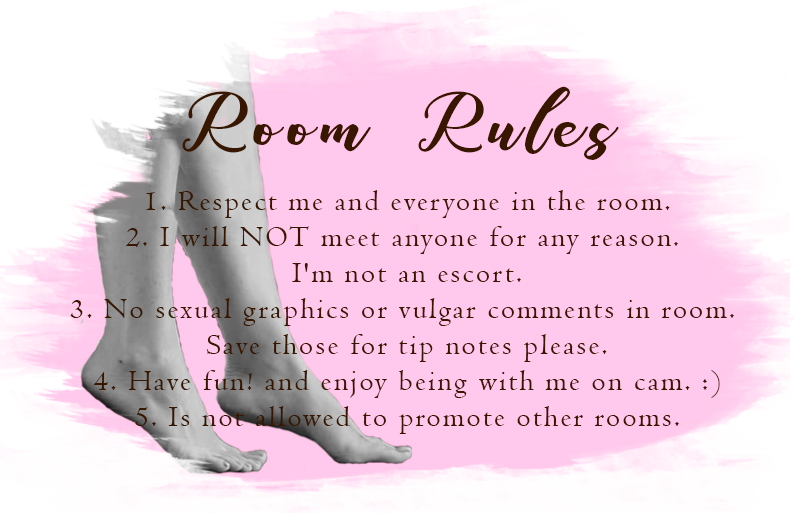 Room Rules
1. Respect me and everyone in the room.
2. I will NOT meet anyone for any reason.
I'm not an escort.
3. No sexual graphics or vulgar comments in room.
Save those for tip notes please.
4. Have fun! and enjoy being with me on cam. :)
5. Is not allowed to promote other rooms.